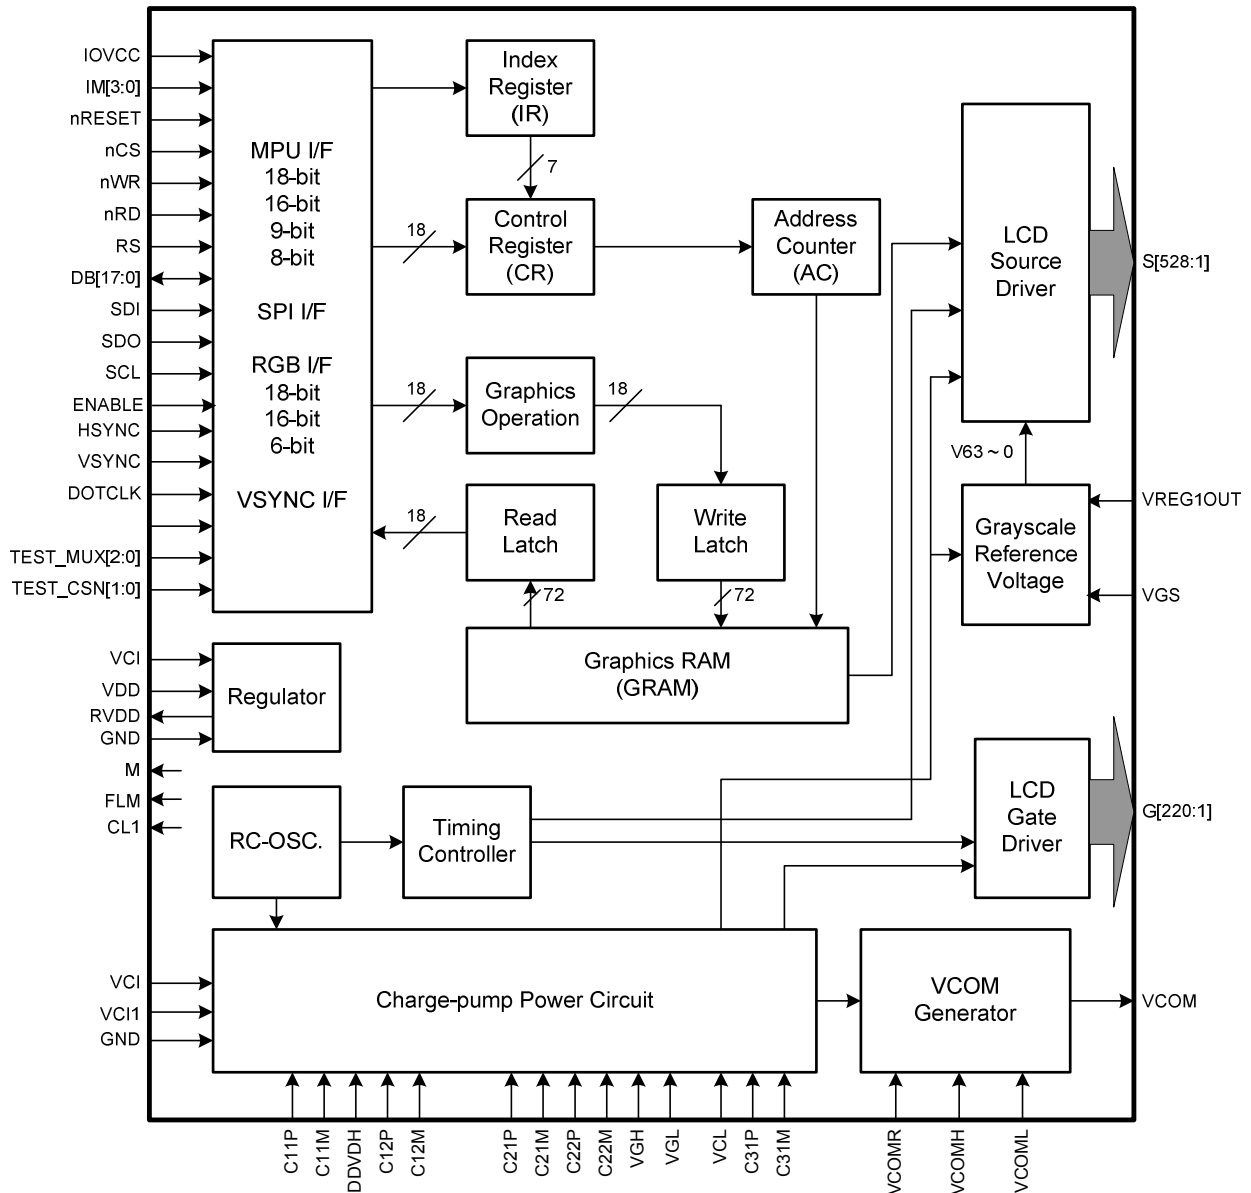 IOVCC
IM[3:0]
nRESET
nCS
nWR
nRD
RS
DB[17:0]
SDI
SDO
SCL
ENABLE
HSYNC
VSYNC
DOTCLK
TEST_MUX[2:0]
TEST_CSN[1:0]
MPU I/F
18-bit
16-bit
9-bit
8-bit
SPI I/F
RGB I/F
18-bit
16-bit
6-bit
VSYNC I/F
Index
Register
(IR)
7
18
Control
Register
(CR)
Address
Counter
(AC)
LCD
Source
Driver
S[528:1]
18
Graphics
Operation
18
V63 ~ 0
18
Read
Latch
Write
Latch
Grayscale
Reference
Voltage
VREG1OUT
VGS
72
72
Graphics RAM
(GRAM)
VCI
VDD
RVDD
GND
Regulator
M
FLM
CL1
RC-OSC.
Timing
Controller
LCD
Gate
Driver
G[220:1]
VCI
VCI1
GND
Charge-pump Power Circuit
VCOM
Generator
VCOM
C11P
C11M
DDVDH
C12P
C12M
C21P
C21M
C22P
C22M
VGH
VGL
VCL
C31P
C31M
VCOMR
VCOMH
VCOML